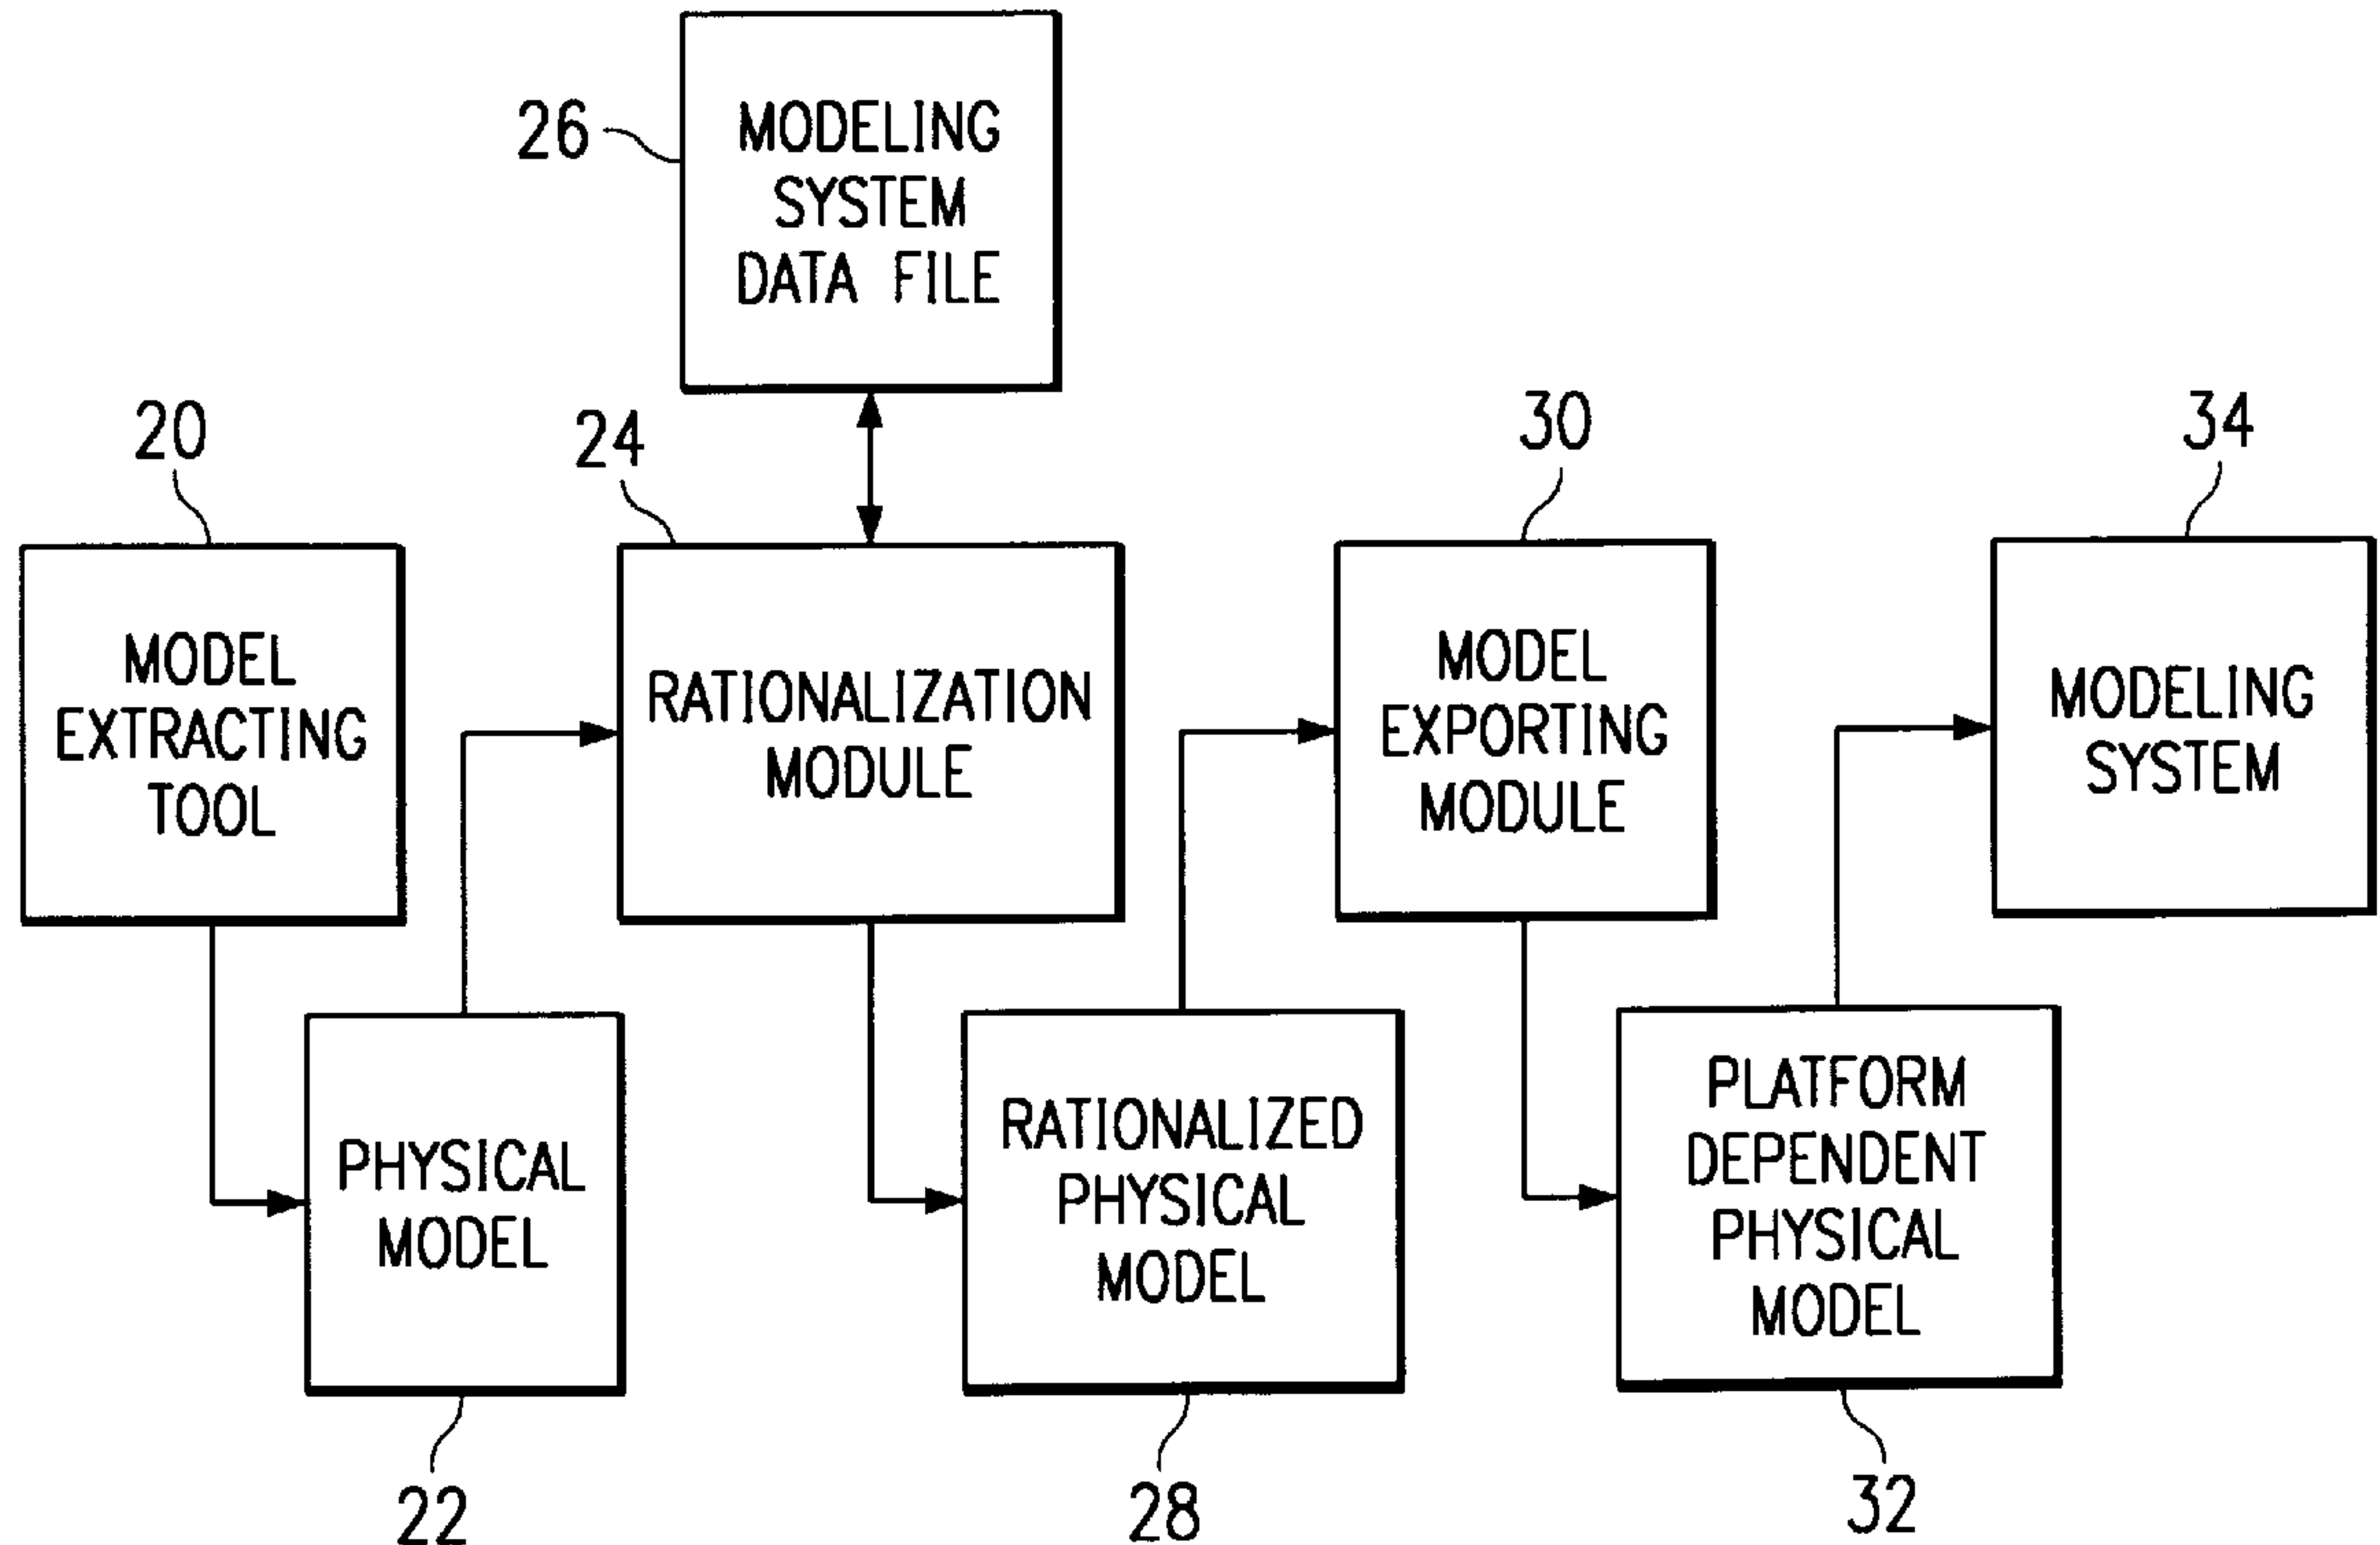 26
MODELING
SYSTEM
DATA FILE
20
MODEL
EXTRACTING
TOOL
24
RATIONALIZATION
MODULE
30
MODEL
EXPORTING
MODULE
34
MODELING
SYSTEM
PHYSICAL
MODEL
22
RATIONALIZED
PHYSICAL
MODEL
28
PLATFORM
DEPENDENT
PHYSICAL
MODEL
32